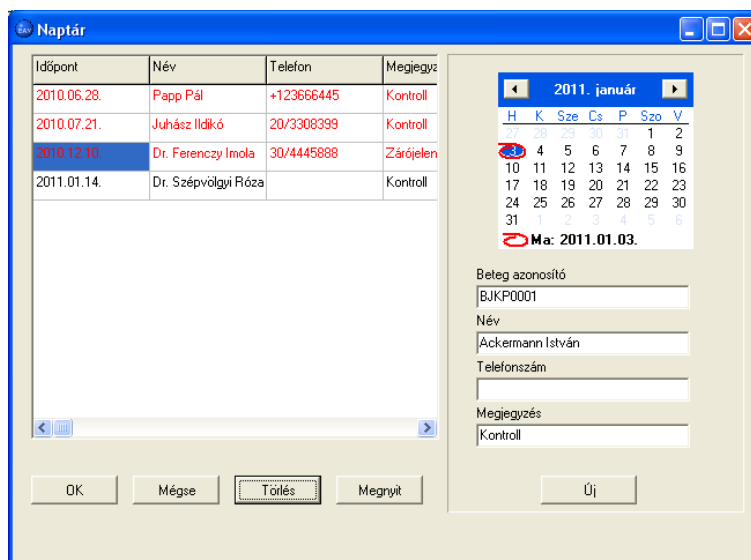 Naptár
Időpont Név Telefon Megjegyz
2010.06.28. Papp Pál +123666445 Kontroll
2010.07.21. Juhász Ildikó 20/3308399 Kontroll
2010.12.10. Dr. Ferenczy Imola 30/4445888 Zárójelen
2011.01.14. Dr. Szépvölgyi Róza Kontroll
2011. január
H K Sze Cs P Szo V
27 28 29 30 31 1 2
3 4 5 6 7 8 9
10 11 12 13 14 15 16
17 18 19 20 21 22 23
24 25 26 27 28 29 30
31 1 2 3 4 5 6
Ma: 2011.01.03.
Beteg azonosító
BJKP0001
Név
Ackermann István
Telefonszám
Megjegyzés
Kontroll
OK Mégse Törlés Megnyit Új